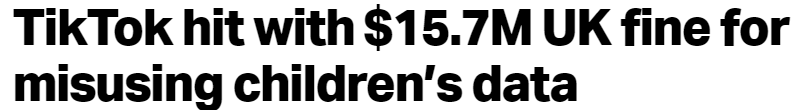 TikTok hit with $15.7M UK fine for
misusing children’s data